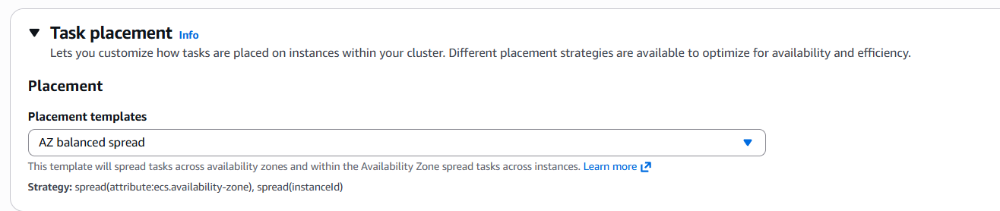 Task placement Info
Lets you customize how tasks are placed on instances within your cluster. Different placement strategies are available to optimize for availability and efficiency.
Placement
Placement templates
AZ balanced spread
This template will spread tasks across availability zones and within the Availability Zone spread tasks across instances. Learn more
Strategy: spread(attribute:ecs.availability-zone), spread(instanceId)